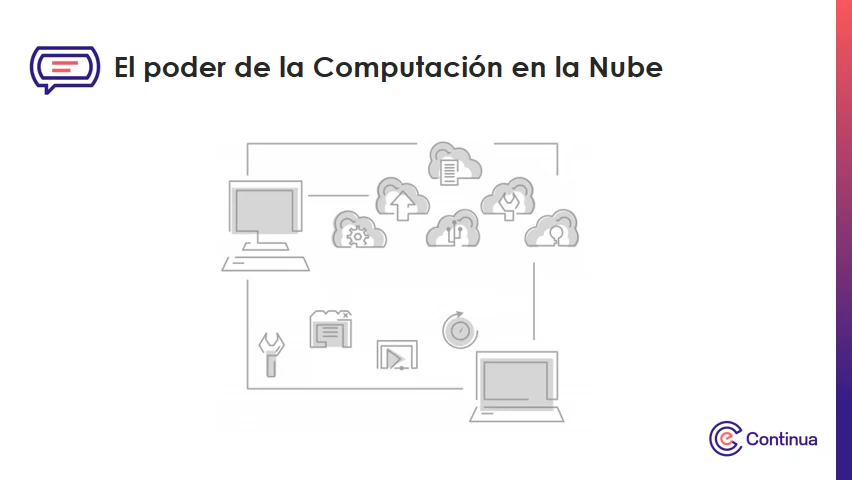 El poder de la Computación en la Nube
Continua